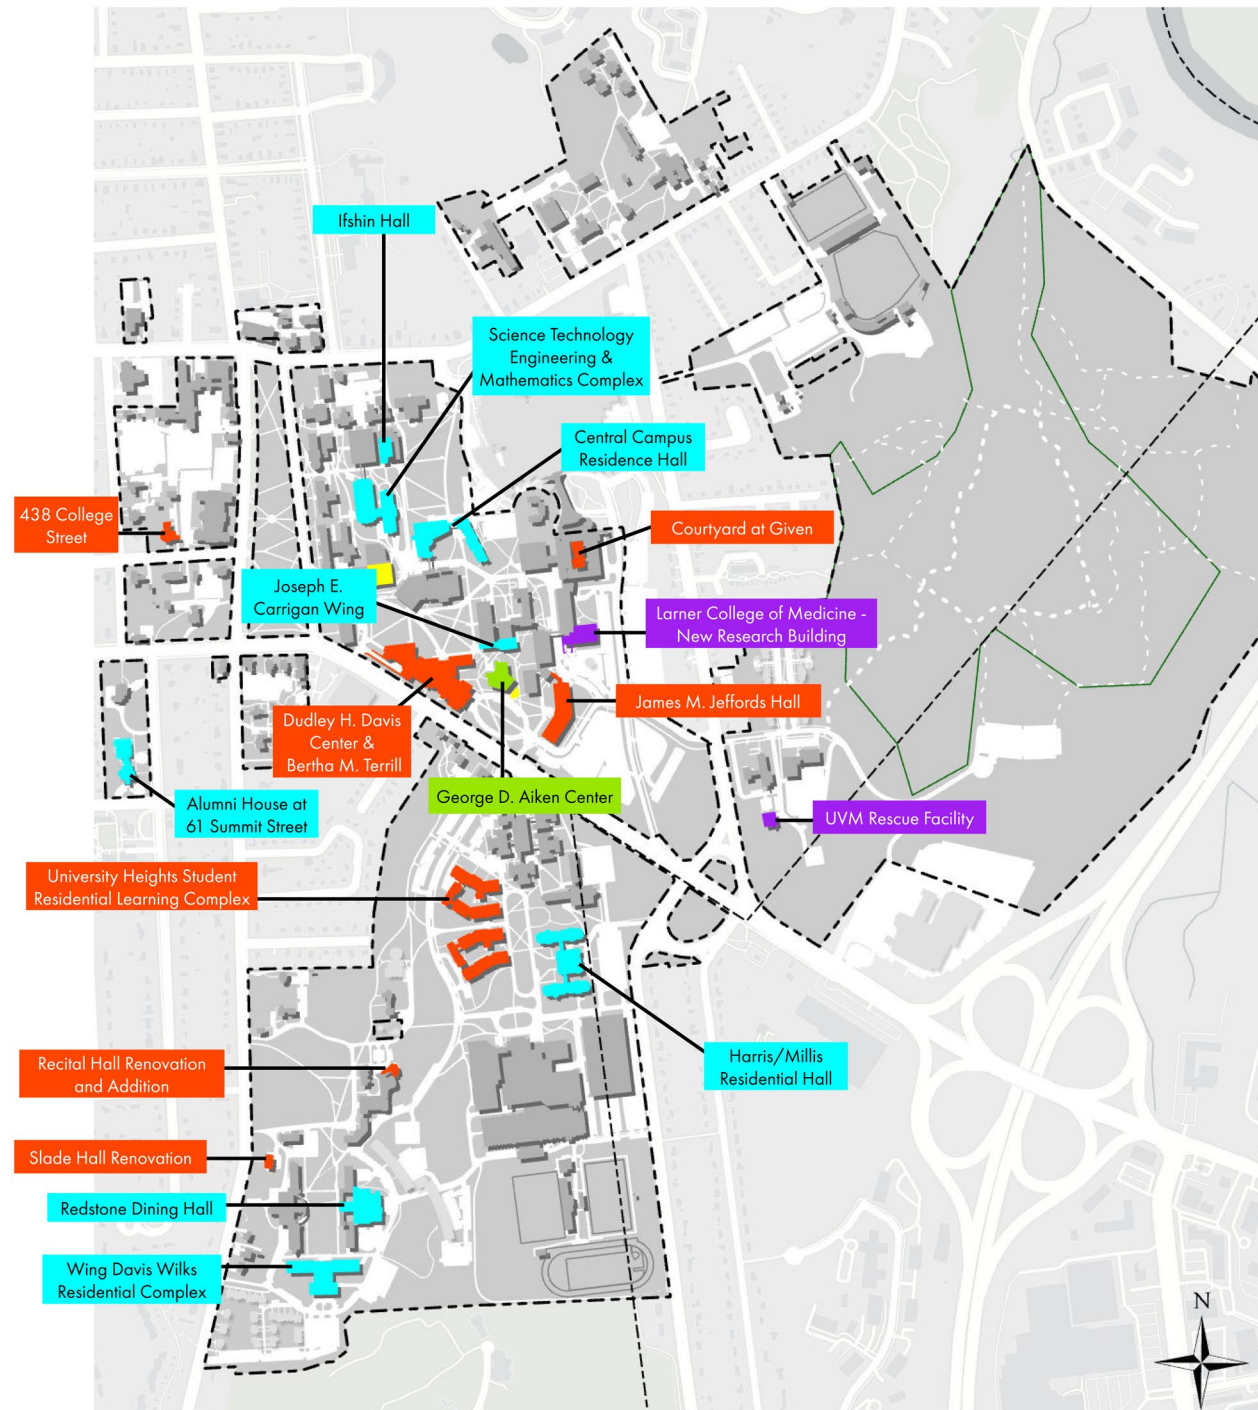 Ifshin Hall
Science Technology
Engineering &
Mathematics Complex
Central Campus
Residence Hall
438 College
Street
Courtyard at Given
Joseph E.
Carrigan Wing
Larner College of Medicine -
New Research Building
James M. Jeffords Hall
Dudley H. Davis
Center &
Bertha M. Terrill
George D. Aiken Center
Alumni House at
61 Summit Street
UVM Rescue Facility
University Heights Student
Residential Learning Complex
Harris/Millis
Residential Hall
Recital Hall Renovation
and Addition
Slade Hall Renovation
Redstone Dining Hall
Wing Davis Wilks
Residential Complex
N